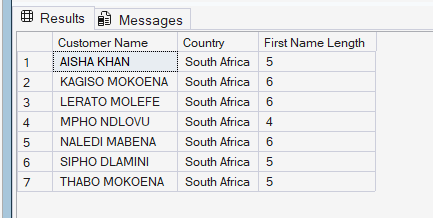 Results Messages
Customer Name Country First Name Length
1 AISHA KHAN South Africa 5
2 KAGISO MOKOENA South Africa 6
3 LERATO MOLEFE South Africa 6
4 MPHO NDLOVU South Africa 4
5 NALEDI MABENA South Africa 6
6 SIPHO DLAMINI South Africa 5
7 THABO MOKOENA South Africa 5